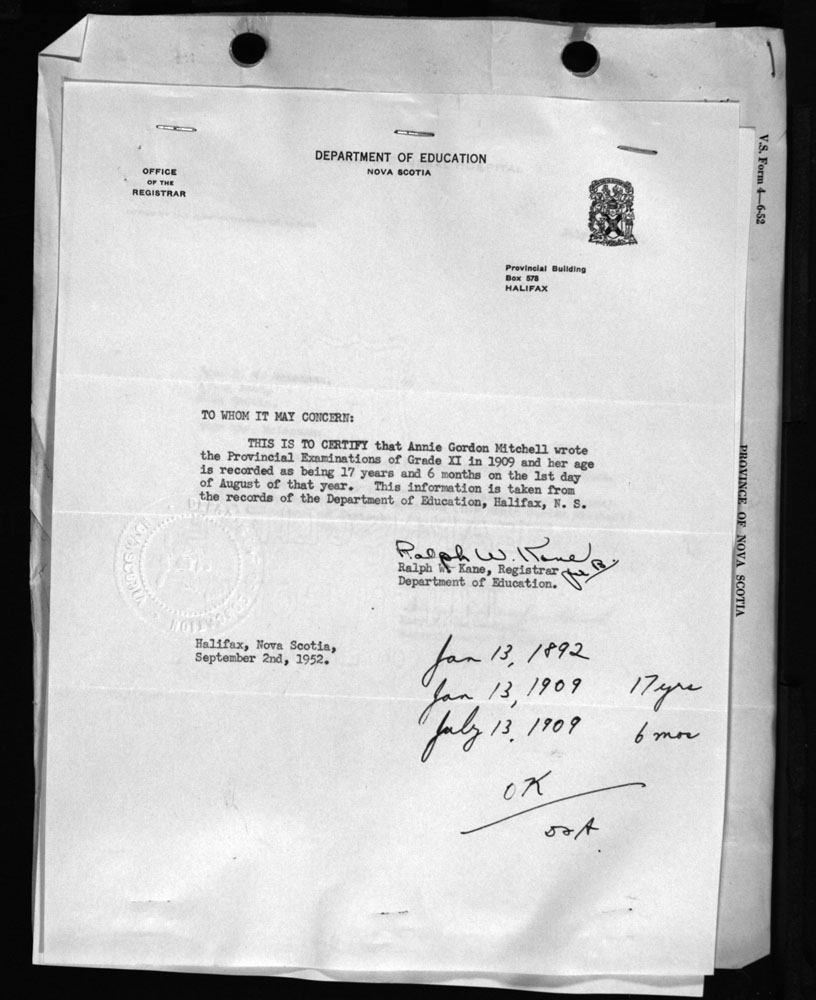 DEPARTMENT OF EDUCATION
NOVA SCOTIA
OFFICE
OF THE
REGISTRAR
Provincial Building
Box 578
HALIFAX
V.S. Form 4—6-52
PROVINCE OF NOVA SCOTIA
TO WHOM IT MAY CONCERN:
THIS IS TO CERTIFY that Annie Gordon Mitchell wrote
the Provincial Examinations of Grade XI in 1909 and her age
is recorded as being 17 years and 6 months on the 1st day
of August of that year. This information is taken from
the records of the Department of Education, Halifax, N. S.
Ralph W. Kane
Ralph W. Kane, Registrar
Department of Education.
Halifax, Nova Scotia,
September 2nd, 1952.
Jan 13, 1892
Jan 13, 1909 17 yrs
July 13, 1909 6 mos
OK